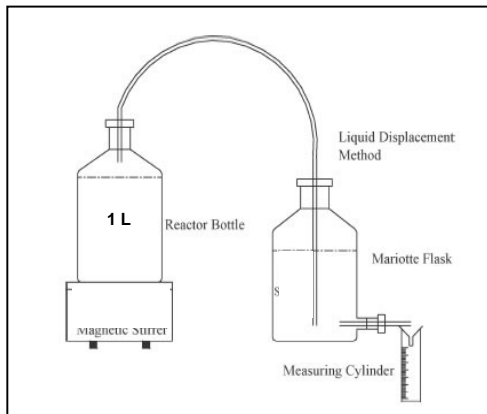 Liquid Displacement
Method
1 L
Reactor Bottle
Mariotte Flask
S
Magnetic Stirrer
Measuring Cylinder